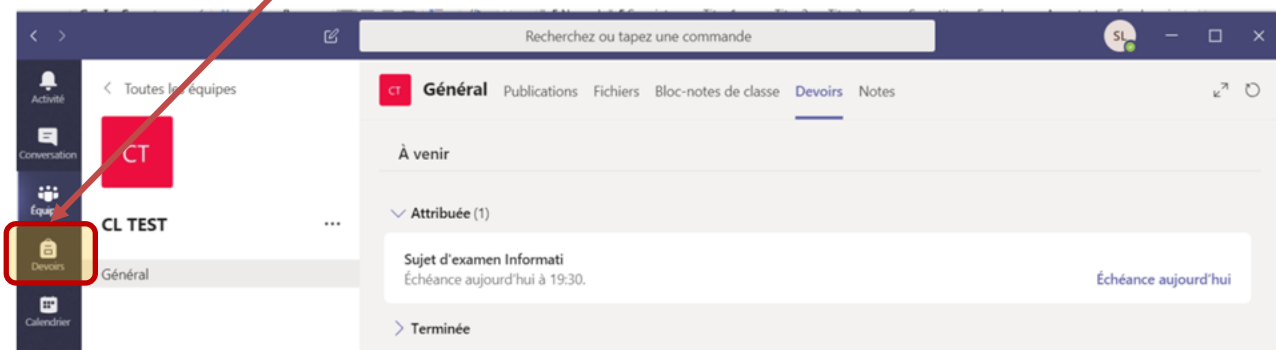 Recherchez ou tapez une commande
SL
Activité
Conversation
Équipes
Devoirs
Calendrier
Toutes les équipes
CT
CL TEST
...
Général
CT Général Publications Fichiers Bloc-notes de classe Devoirs Notes
À venir
Attribuée (1)
Sujet d'examen Informati
Échéance aujourd'hui à 19:30.
Échéance aujourd'hui
Terminée